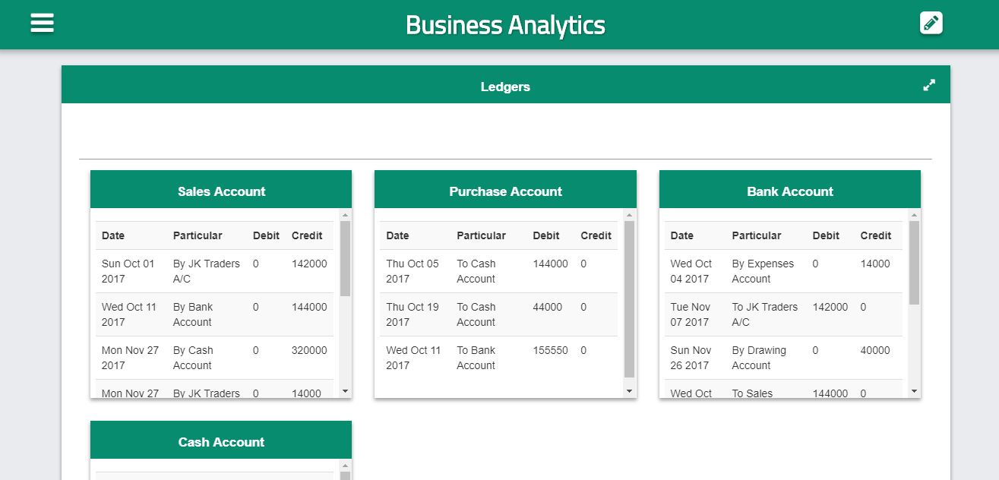 Business Analytics
Ledgers
Sales Account
Date Particular Debit Credit
Sun Oct 01 By JK Traders 0 142000
2017 A/C
Wed Oct 11 By Bank 0 144000
2017 Account
Mon Nov 27 By Cash 0 320000
2017 Account
Mon Nov 27 By JK Traders 0 14000
Purchase Account
Date Particular Debit Credit
Thu Oct 05 To Cash 144000 0
2017 Account
Thu Oct 19 To Cash 44000 0
2017 Account
Wed Oct 11 To Bank 155550 0
2017 Account
Bank Account
Date Particular Debit Credit
Wed Oct By Expenses 0 14000
04 2017 Account
Tue Nov To JK Traders 142000 0
07 2017 A/C
Sun Nov By Drawing 0 40000
26 2017 Account
Wed Oct To Sales 144000 0
Cash Account